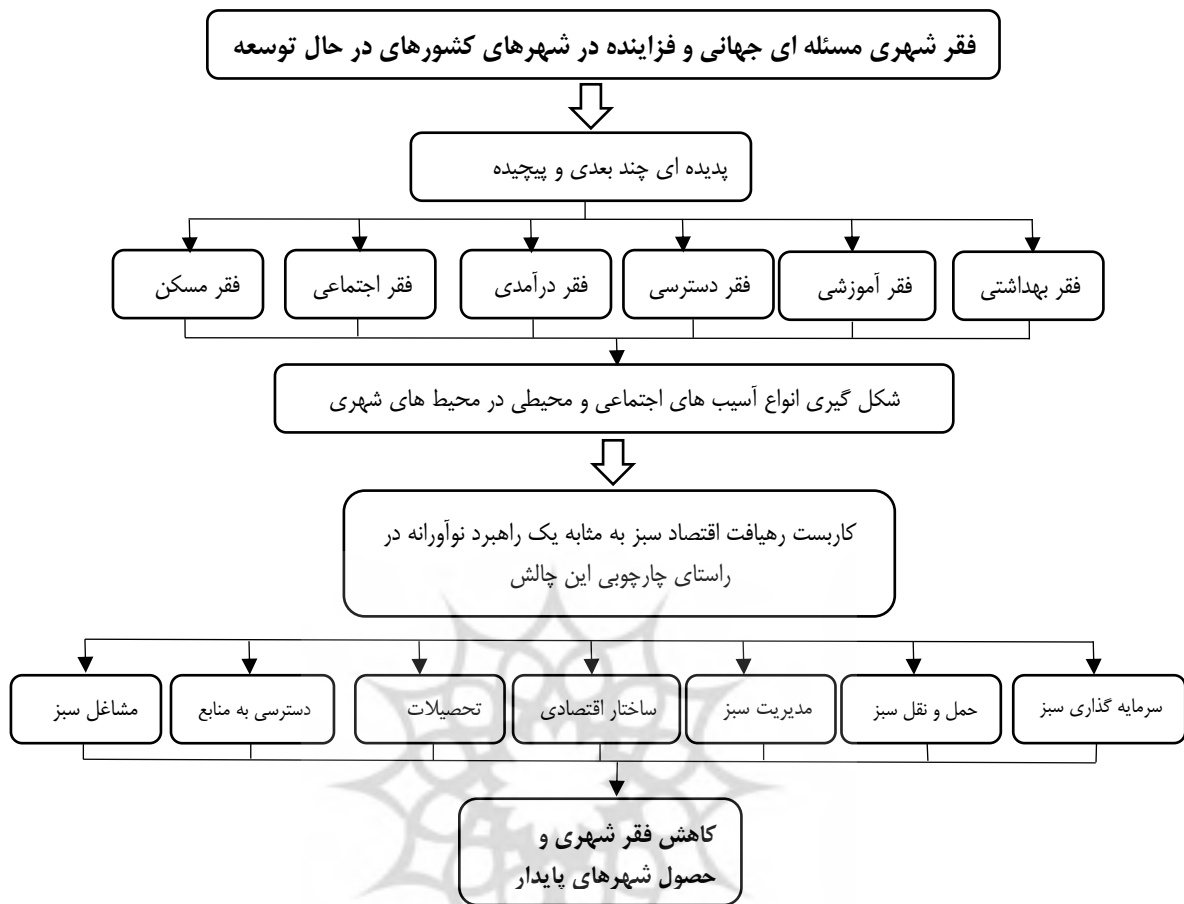 فقر شهری مسئله ای جهانی و فزاینده در شهرهای کشورهای در حال توسعه
پدیده ای چند بعدی و پیچیده
فقر بهداشتی
فقر آموزشی
فقر دسترسی
فقر درآمدی
فقر اجتماعی
فقر مسکن
شکل گیری انواع آسیب های اجتماعی و محیطی در محیط های شهری
کاربست رهیافت اقتصاد سبز به مثابه یک راهبرد نوآورانه در
راستای چارچوبی این چالش
سرمایه گذاری سبز
حمل و نقل سبز
مدیریت سبز
ساختار اقتصادی
تحصیلات
دسترسی به منابع
مشاغل سبز
کاهش فقر شهری و
حصول شهرهای پایدار